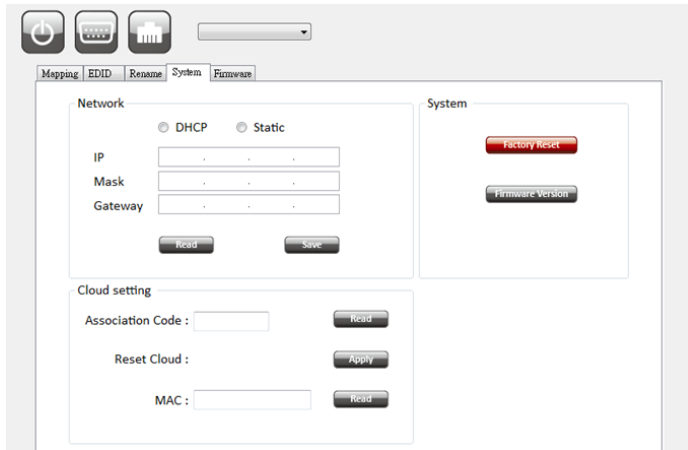 Mapping EDID Rename System Firmware
Network
DHCP Static
IP . . .
Mask . . .
Gateway . . .
Read Save
System
Factory Reset
Firmware Version
Cloud setting
Association Code : Read
Reset Cloud : Apply
MAC : Read